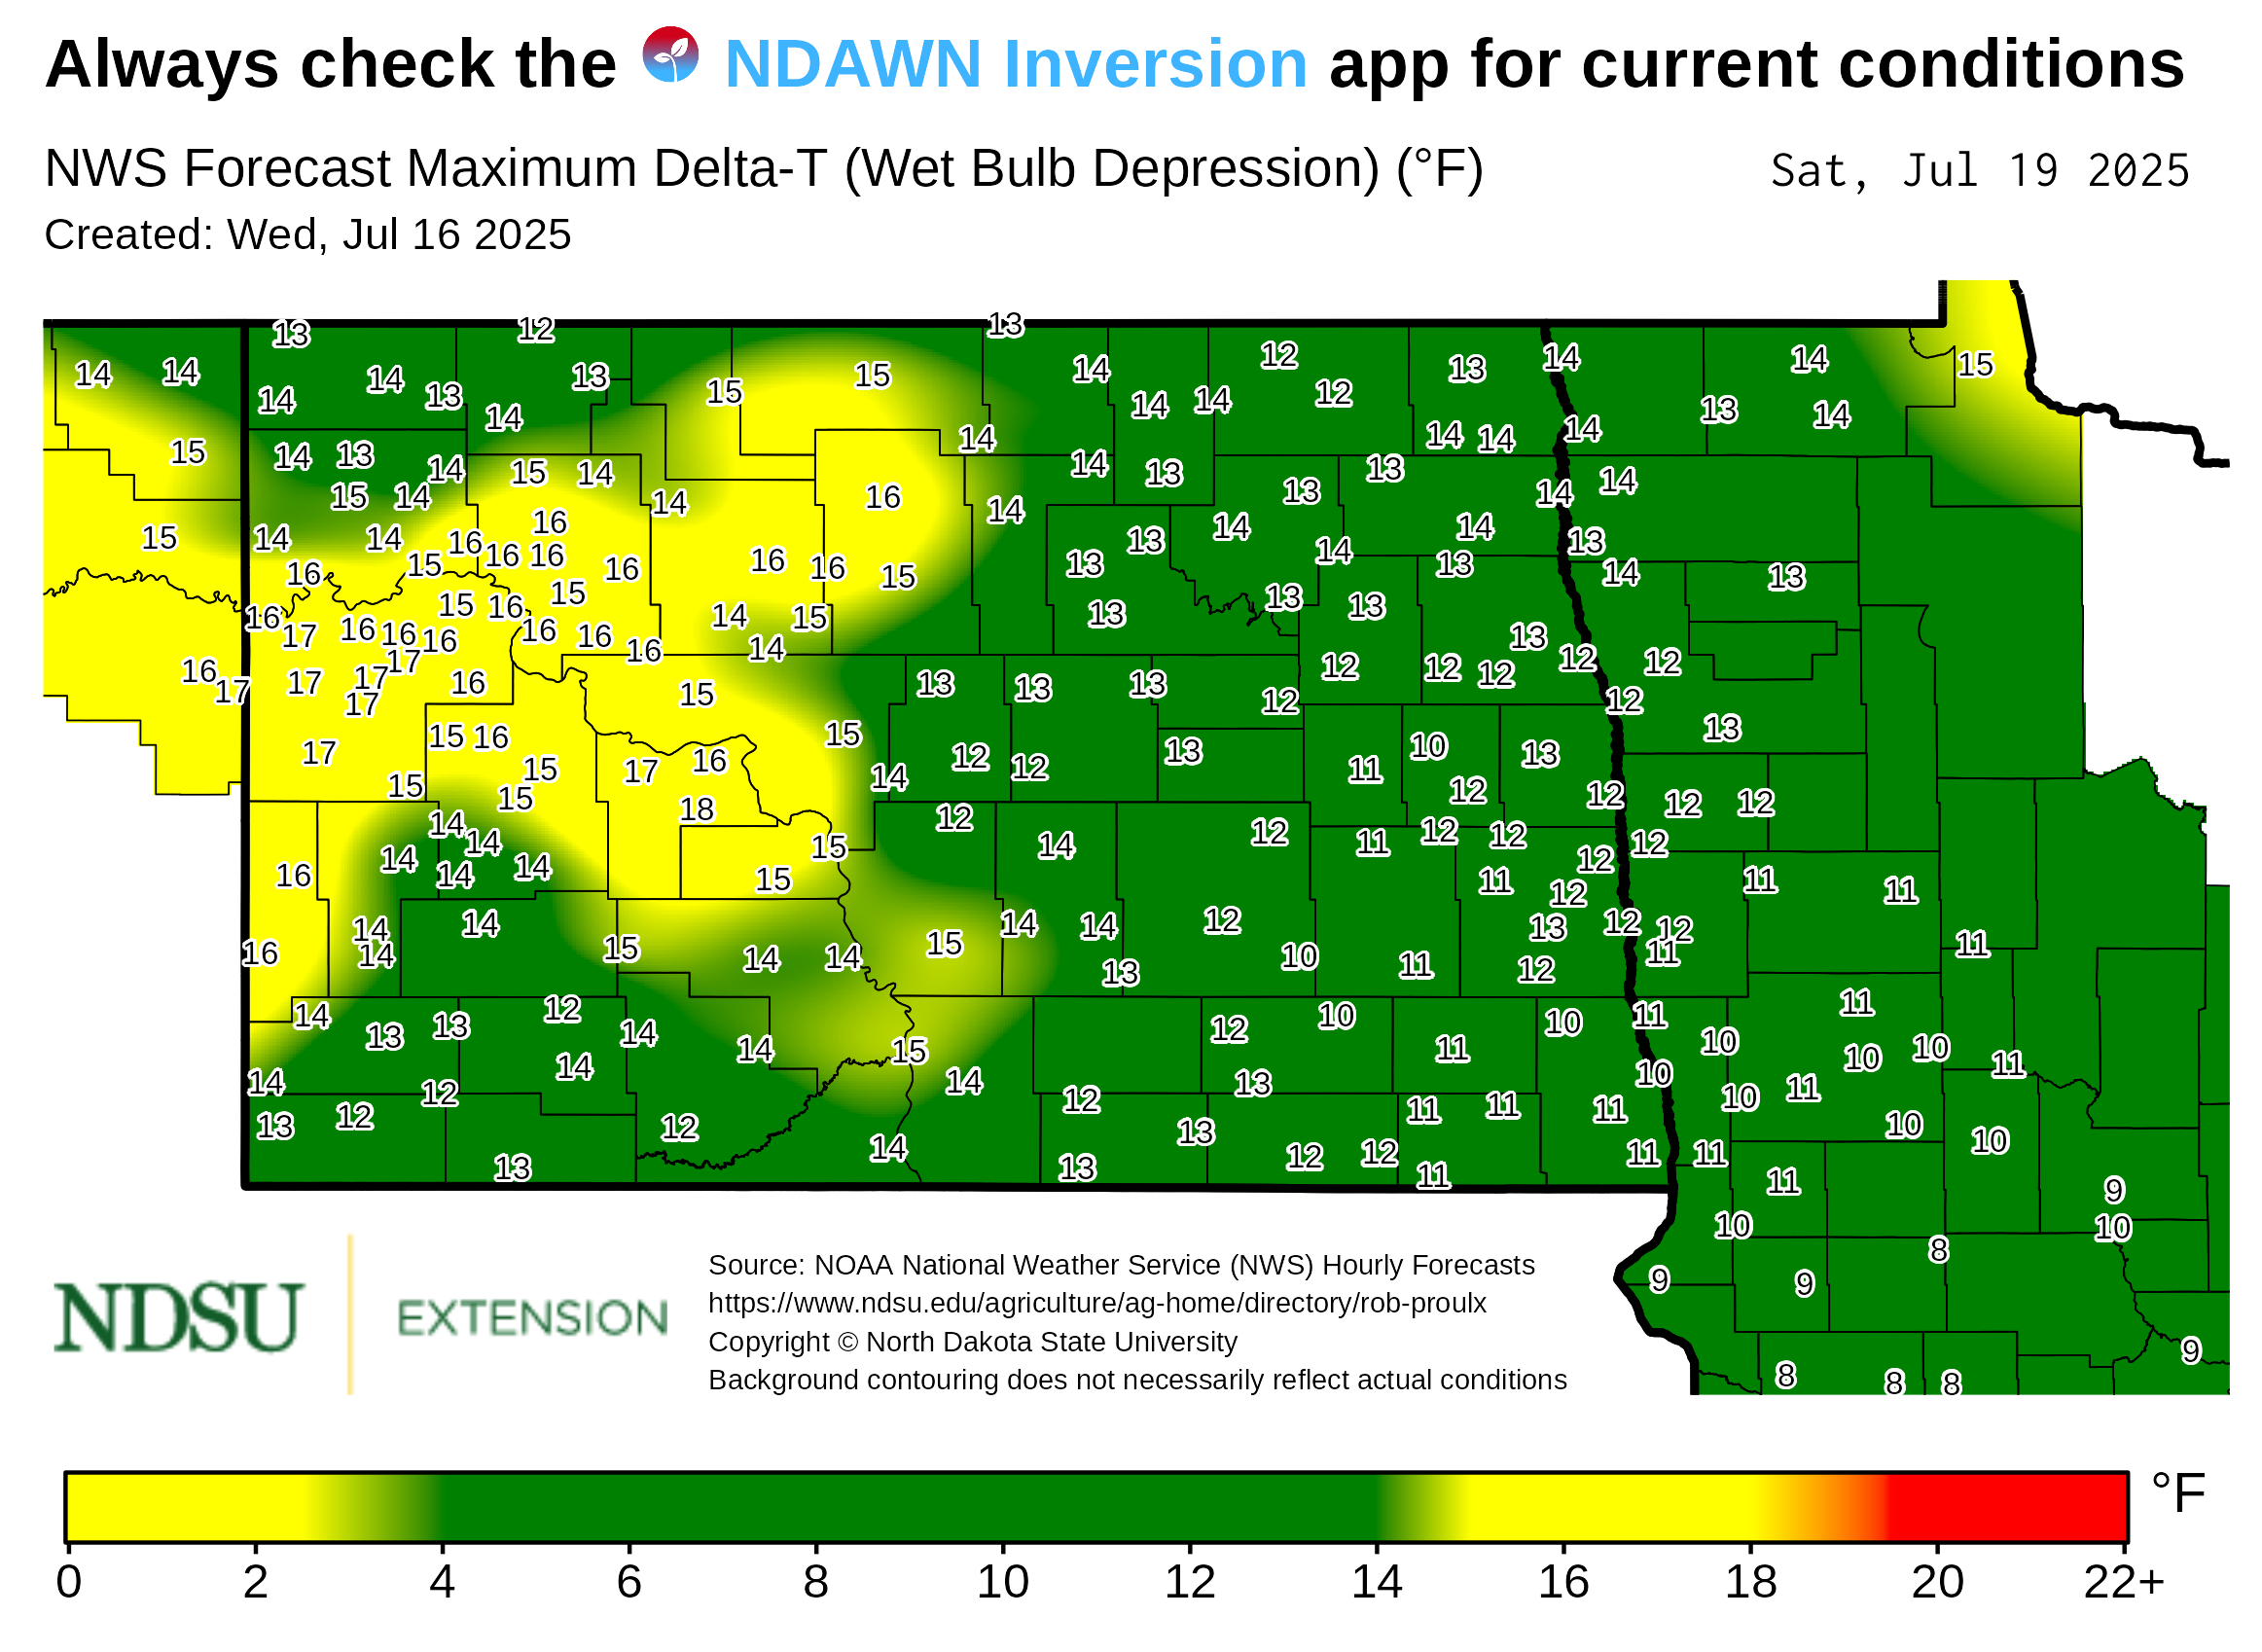 Always check the NDAWN Inversion app for current conditions
NWS Forecast Maximum Delta-T (Wet Bulb Depression) (°F) Sat, Jul 19 2025
Created: Wed, Jul 16 2025
13 12 13
14 14 14 13 13 15 15 14 12 13 14 14 15
14 14 14 14 12 13 14
15 14 13 14 15 14 14 14 13 14 14 14 13
15 14 14 16 14 13 13 14 14
15 14 14 16 16 16 16 16 16 16 15 13 13 14 14 14 13 13
16 15 15 16 15 14 15 13 13 13 14 13
16 17 16 16 16 17 16 16 16 14 13 12
16 17 17 17 17 16 15 13 13 13 12 12 12 12 12 12
17 15 16 15 13
15 15 15 17 16 14 12 12 13 11 10 13 12 12 12 12
14 14 18 15 12 14 12 11 12 12 12
16 14 14 14 15 11 12 12 11 11
16 14 14 14 15 14 14 15 14 14 12 13 12 12 11 11
13 10 11 12
14 13 13 12 14 12 10 10 11 11
14 14 15 14 11 10 10 10 11
14 12 13 12 13 10 10 11
13 12 12 14 13 11 11 11 10 10
13 13 12 12 11 11 11 11 9
10 10
8
9 9
9
8 8 8
NDSU EXTENSION
Source: NOAA National Weather Service (NWS) Hourly Forecasts
https://www.ndsu.edu/agriculture/ag-home/directory/rob-proulx
Copyright © North Dakota State University
Background contouring does not necessarily reflect actual conditions
°F
0 2 4 6 8 10 12 14 16 18 20 22+